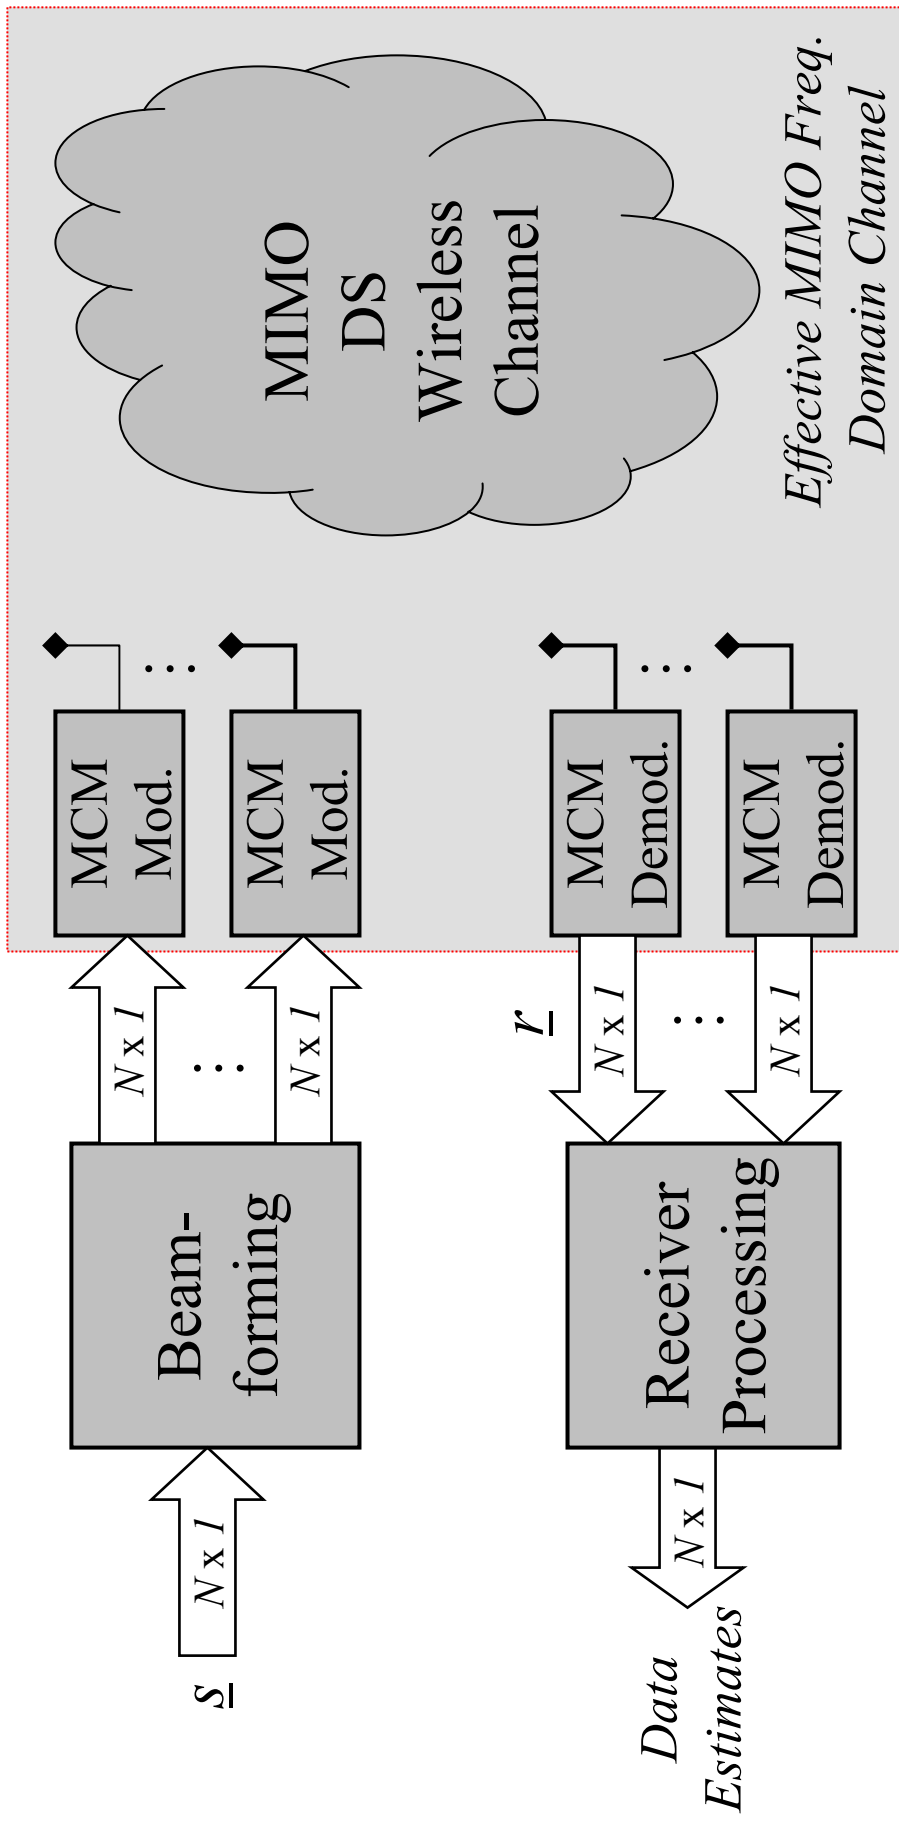 s
N x 1
Beam-
forming
N x 1
...
N x 1
MCM
Mod.
...
MCM
Mod.
MIMO
DS
Wireless
Channel
Effective MIMO Freq.
Domain Channel
MCM
Demod.
...
MCM
Demod.
r
N x 1
...
N x 1
Receiver
Processing
N x 1
Data
Estimates